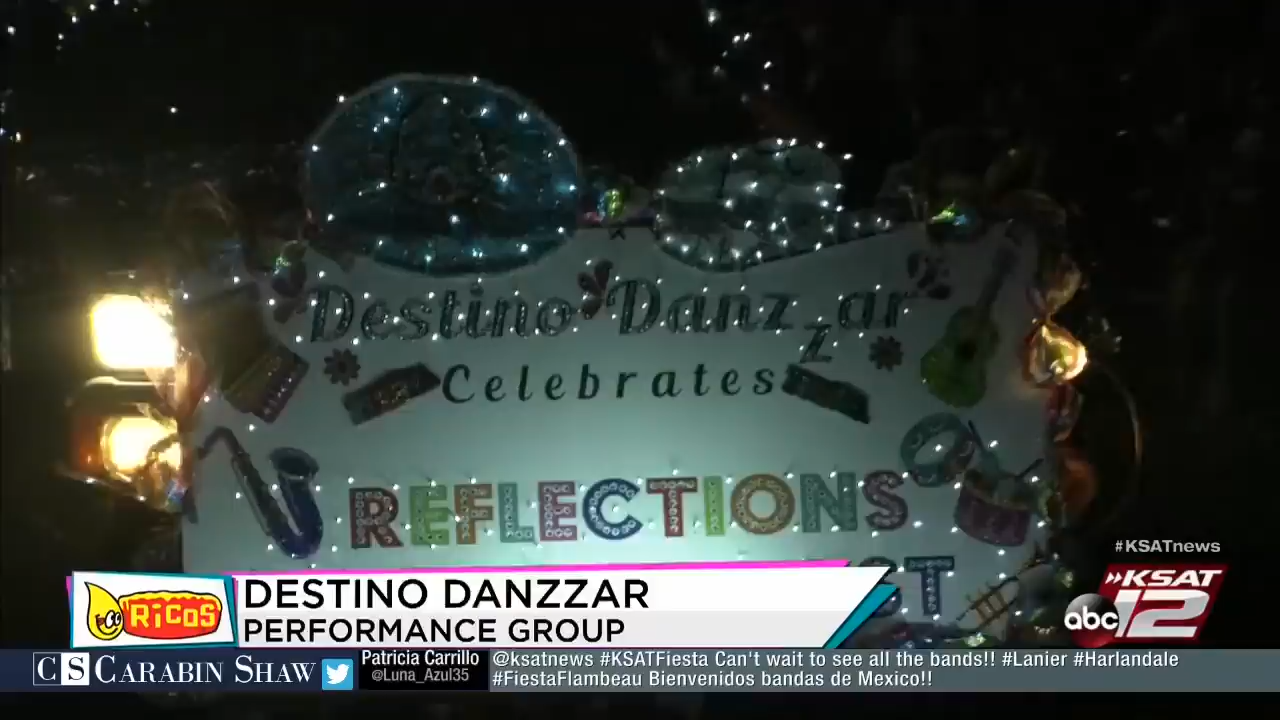 Destino Danzzar
Celebrates
REFLECTIONS
#KSATnews
KSAT
abc 12
RiCOS
DESTINO DANZZAR
PERFORMANCE GROUP
CS CARABIN SHAW
Patricia Carrillo
@Luna_Azul35
@ksatnews #KSATFiesta Can't wait to see all the bands!! #Lanier #Harlandale
#FiestaFlambeau Bienvenidos bandas de Mexico!!